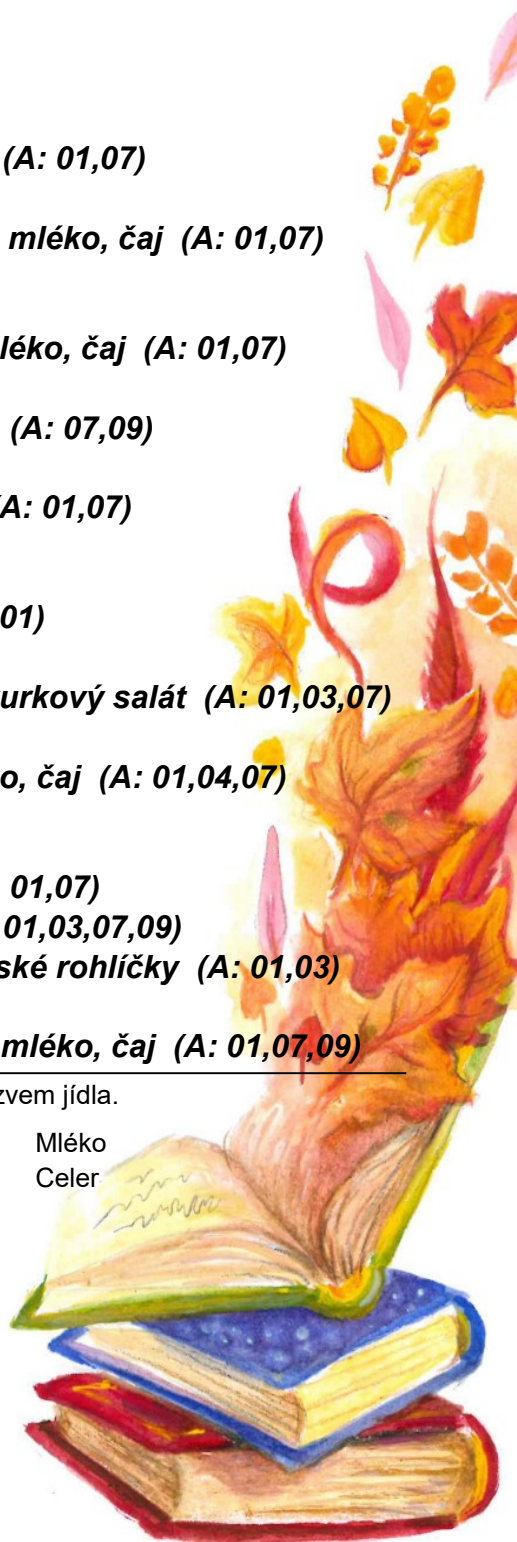 (A: 01,07)
mléko, čaj (A: 01,07)
léko, čaj (A: 01,07)
(A: 07,09)
A: 01,07)
01)
urkový salát (A: 01,03,07)
o, čaj (A: 01,04,07)
01,07)
01,03,07,09)
ské rohlíčky (A: 01,03)
mléko, čaj (A: 01,07,09)
zvem jídla.
Mléko
Celer